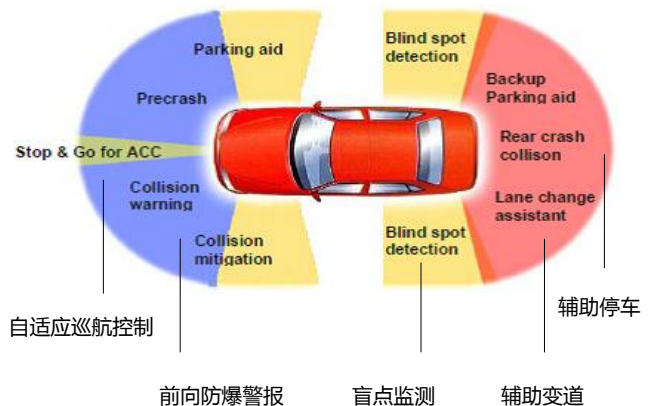 Parking aid
Blind spot
detection
Precrash
Backup
Parking aid
Stop & Go for ACC
Rear crash
collison
Collision
warning
Lane change
assistant
Collision
mitigation
Blind spot
detection
自适应巡航控制
辅助停车
前向防爆警报
盲点监测
辅助变道